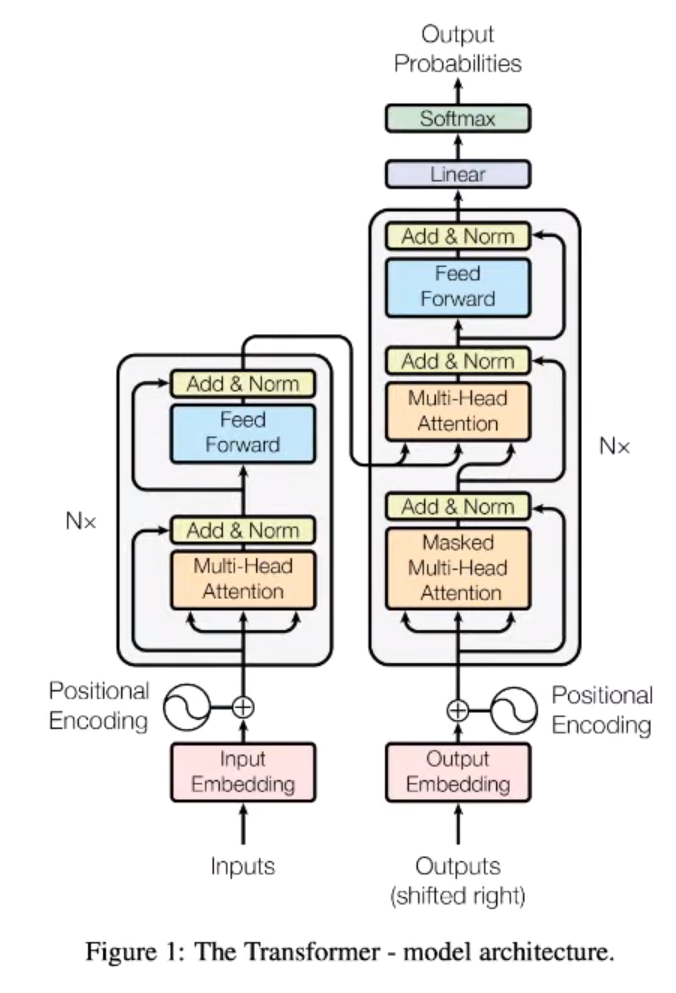 Output
Probabilities
Softmax
Linear
Add & Norm
Feed
Forward
Add & Norm
Multi-Head
Attention
Add & Norm
Masked
Multi-Head
Attention
Nx
Add & Norm
Feed
Forward
Add & Norm
Multi-Head
Attention
Nx
Positional
Encoding
Positional
Encoding
Input
Embedding
Output
Embedding
Inputs
Outputs
(shifted right)
Figure 1: The Transformer - model architecture.